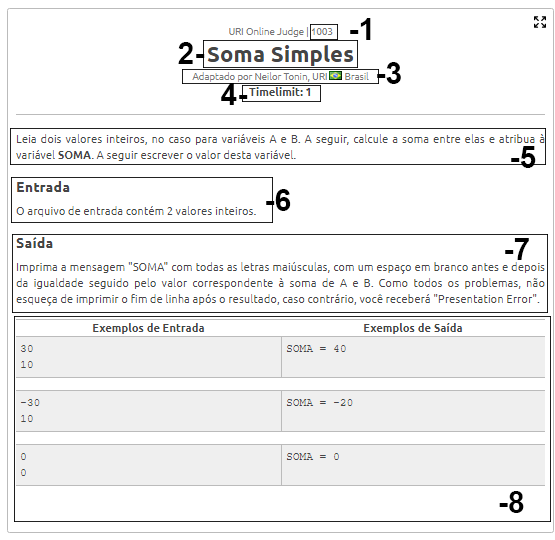 URI Online Judge | 1003 -1
2- Soma Simples
Adaptado por Neilor Tonin, URI Brasil -3
4- Timelimit: 1
Leia dois valores inteiros, no caso para variáveis A e B. A seguir, calcule a soma entre elas e atribua à
variável SOMA. A seguir escrever o valor desta variável.
-5
Entrada
-6
O arquivo de entrada contém 2 valores inteiros.
Saída
-7
Imprima a mensagem "SOMA" com todas as letras maiúsculas, com um espaço em branco antes e depois
da igualdade seguido pelo valor correspondente à soma de A e B. Como todos os problemas, não
esqueça de imprimir o fim de linha após o resultado, caso contrário, você receberá "Presentation Error".
Exemplos de Entrada Exemplos de Saída
30 SOMA = 40
10
-30 SOMA = -20
10
0 SOMA = 0
0
-8